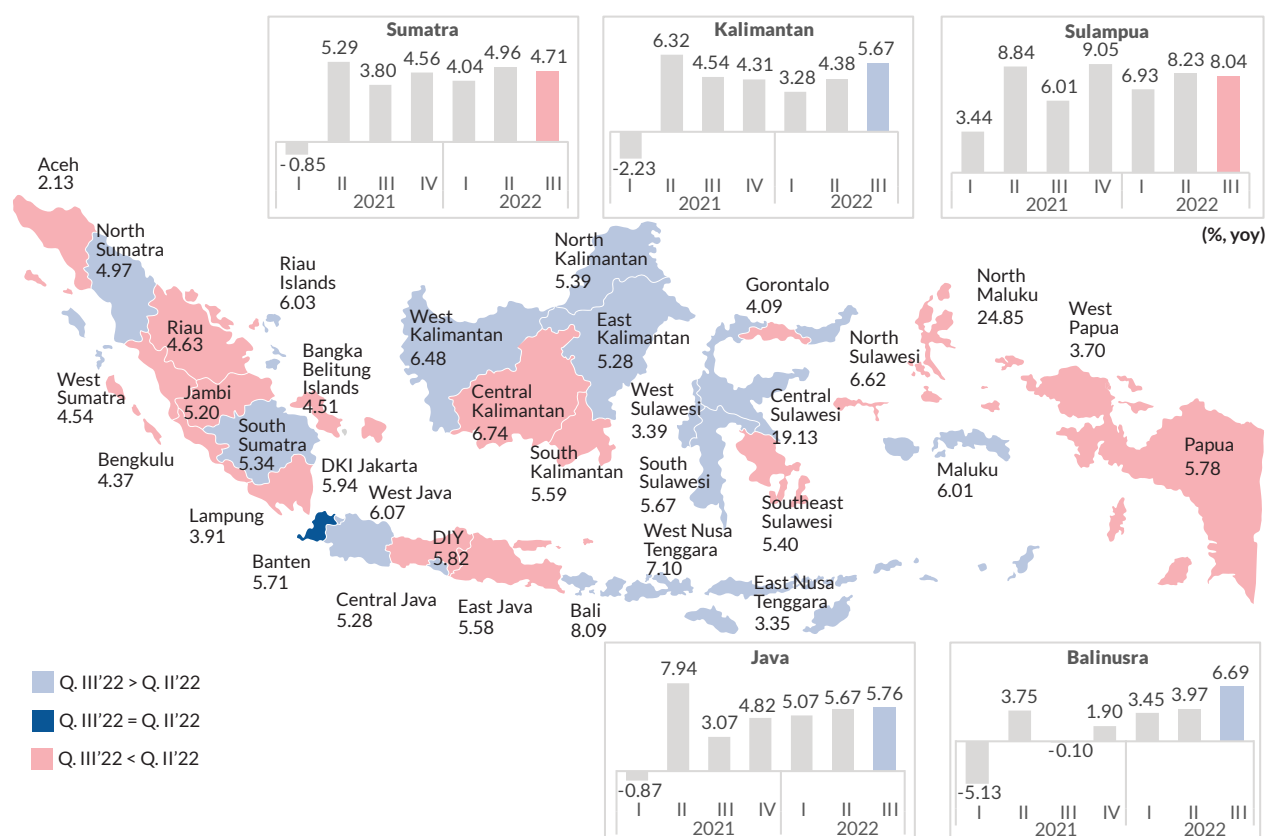 Sumatra
5.29
3.80
4.56
4.04
4.96
4.71
-0.85
I II III IV I II III
2021 2022
Kalimantan
6.32
4.54
4.31
3.28
4.38
5.67
-2.23
I II III IV I II III
2021 2022
Sulampua
3.44
8.84
6.01
9.05
6.93
8.23
8.04
I II III IV I II III
2021 2022
(%, yoy)
Aceh
2.13
North
Sumatra
4.97
Riau
Islands
6.03
Riau
4.63
Bangka
Belitung
Islands
4.51
West
Sumatra
4.54
Jambi
5.20
South
Sumatra
5.34
Bengkulu
4.37
Lampung
3.91
DKI Jakarta
5.94
West Java
6.07
Banten
5.71
DIY
5.82
Central Java
5.28
East Java
5.58
Bali
8.09
North
Kalimantan
5.39
West
Kalimantan
6.48
East
Kalimantan
5.28
Central
Kalimantan
6.74
South
Kalimantan
5.59
Gorontalo
4.09
North
Sulawesi
6.62
West
Sulawesi
3.39
Central
Sulawesi
19.13
South
Sulawesi
5.67
Southeast
Sulawesi
5.40
West Nusa
Tenggara
7.10
East Nusa
Tenggara
3.35
North
Maluku
24.85
West
Papua
3.70
Maluku
6.01
Papua
5.78
Q. III’22 > Q. II’22
Q. III’22 = Q. II’22
Q. III’22 < Q. II’22
Java
7.94
3.07
4.82
5.07
5.67
5.76
-0.87
I II III IV I II III
2021 2022
Balinusra
3.75
-0.10
1.90
3.45
3.97
6.69
-5.13
I II III IV I II III
2021 2022